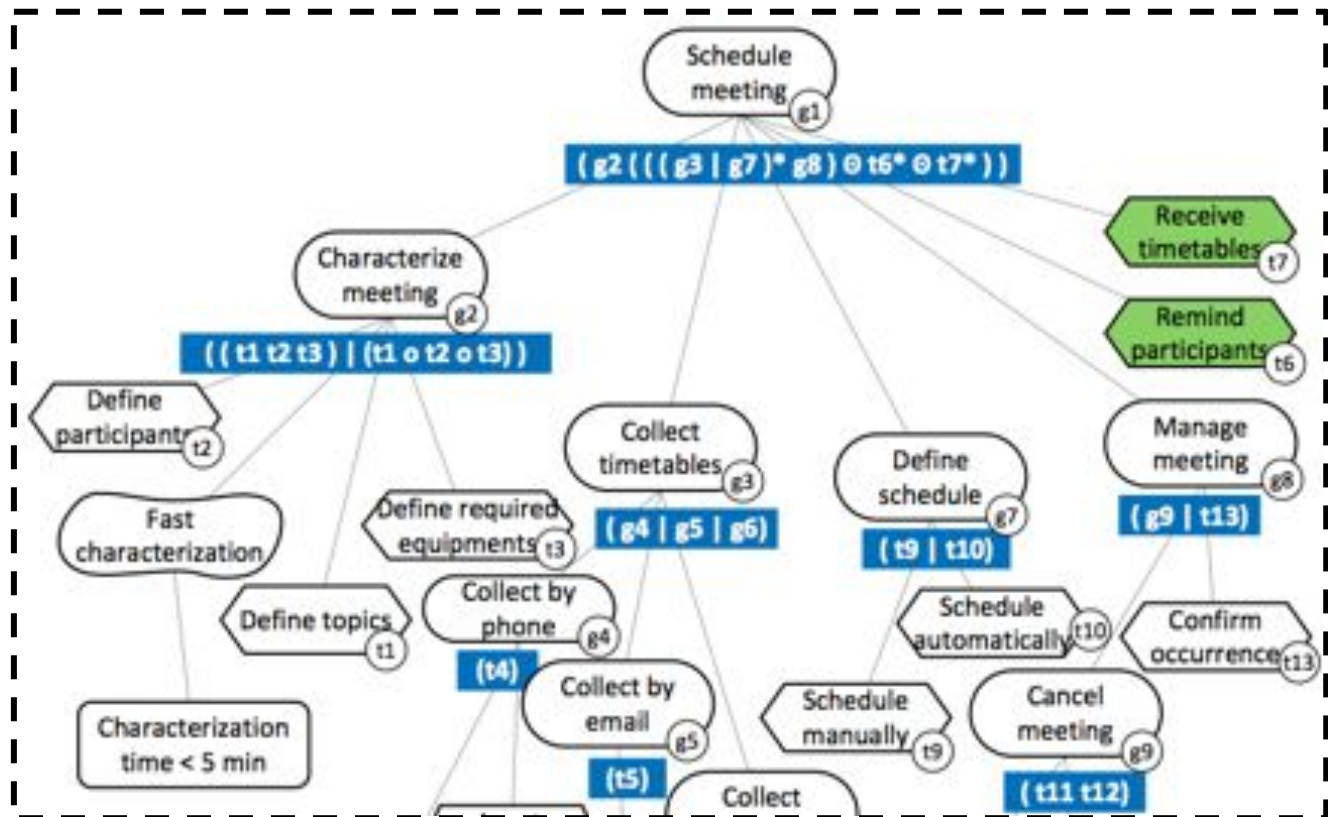 Schedule
meeting
g1
( g2 ( ( ( g3 | g7 )* g8 ) Θ t6* Θ t7* ) )
Receive
timetables
t7
Characterize
meeting
g2
Remind
participants
t6
( ( t1 t2 t3 ) | (t1 o t2 o t3) )
Define
participants
t2
Collect
timetables
g3
Define
schedule
g7
Manage
meeting
g8
Fast
characterization
Define required
equipments
t3
( g4 | g5 | g6)
( t9 | t10)
( g9 | t13)
Define topics
t1
Collect by
phone
g4
(t4)
Schedule
automatically
t10
Confirm
occurrence
t13
Collect by
email
g5
(t5)
Schedule
manually
t9
Cancel
meeting
g9
( t11 t12)
Characterization
time < 5 min
Collect